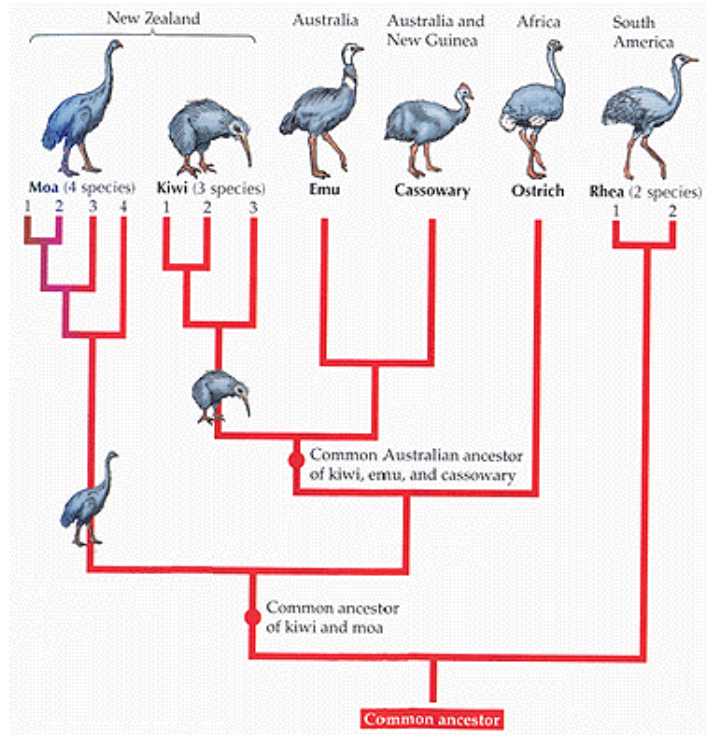 New Zealand
Australia
Australia and
New Guinea
Africa
South
America
Moa (4 species)
Kiwi (3 species)
Emu
Cassowary
Ostrich
Rhea (2 species)
1 2 3 4
1 2 3
1 2
Common Australian ancestor
of kiwi, emu, and cassowary
Common ancestor
of kiwi and moa
Common ancestor